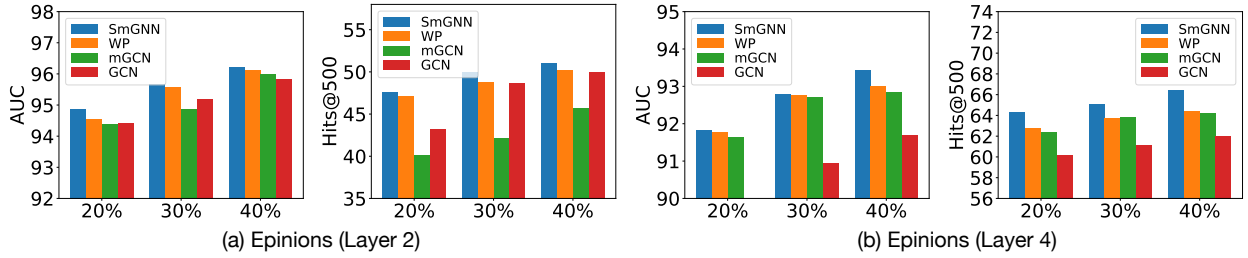 AUC
98
97
96
95
94
93
92
20%
30%
40%
SmGNN
WP
mGCN
GCN
Hits@500
55
50
45
40
35
20%
30%
40%
SmGNN
WP
mGCN
GCN
(a) Epinions (Layer 2)
AUC
95
94
93
92
91
90
20%
30%
40%
SmGNN
WP
mGCN
GCN
Hits@500
74
72
70
68
66
64
62
60
58
56
20%
30%
40%
SmGNN
WP
mGCN
GCN
(b) Epinions (Layer 4)